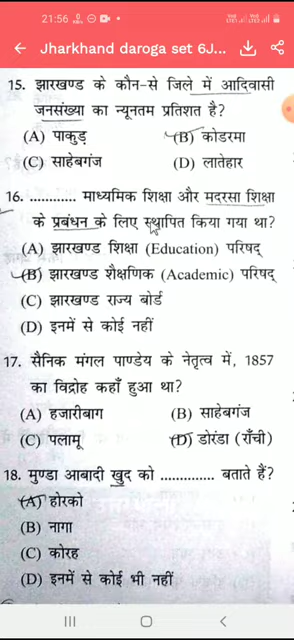 21:56
Jharkhand daroga set 6J...
15. झारखण्ड के कौन-से जिले में आदिवासी
जनसंख्या का न्यूनतम प्रतिशत है?
(A) पाकुड़ (B) कोडरमा
(C) साहेबगंज (D) लातेहार
16. ............ माध्यमिक शिक्षा और मदरसा शिक्षा
के प्रबंधन के लिए स्थापित किया गया था?
(A) झारखण्ड शिक्षा (Education) परिषद्
(B) झारखण्ड शैक्षणिक (Academic) परिषद्
(C) झारखण्ड राज्य बोर्ड
(D) इनमें से कोई नहीं
17. सैनिक मंगल पाण्डेय के नेतृत्व में, 1857
का विद्रोह कहाँ हुआ था?
(A) हजारीबाग (B) साहेबगंज
(C) पलामू (D) डोरंडा (राँची)
18. मुण्डा आबादी खुद को .............. बताते हैं?
(A) होरको
(B) नागा
(C) कोरह
(D) इनमें से कोई भी नहीं